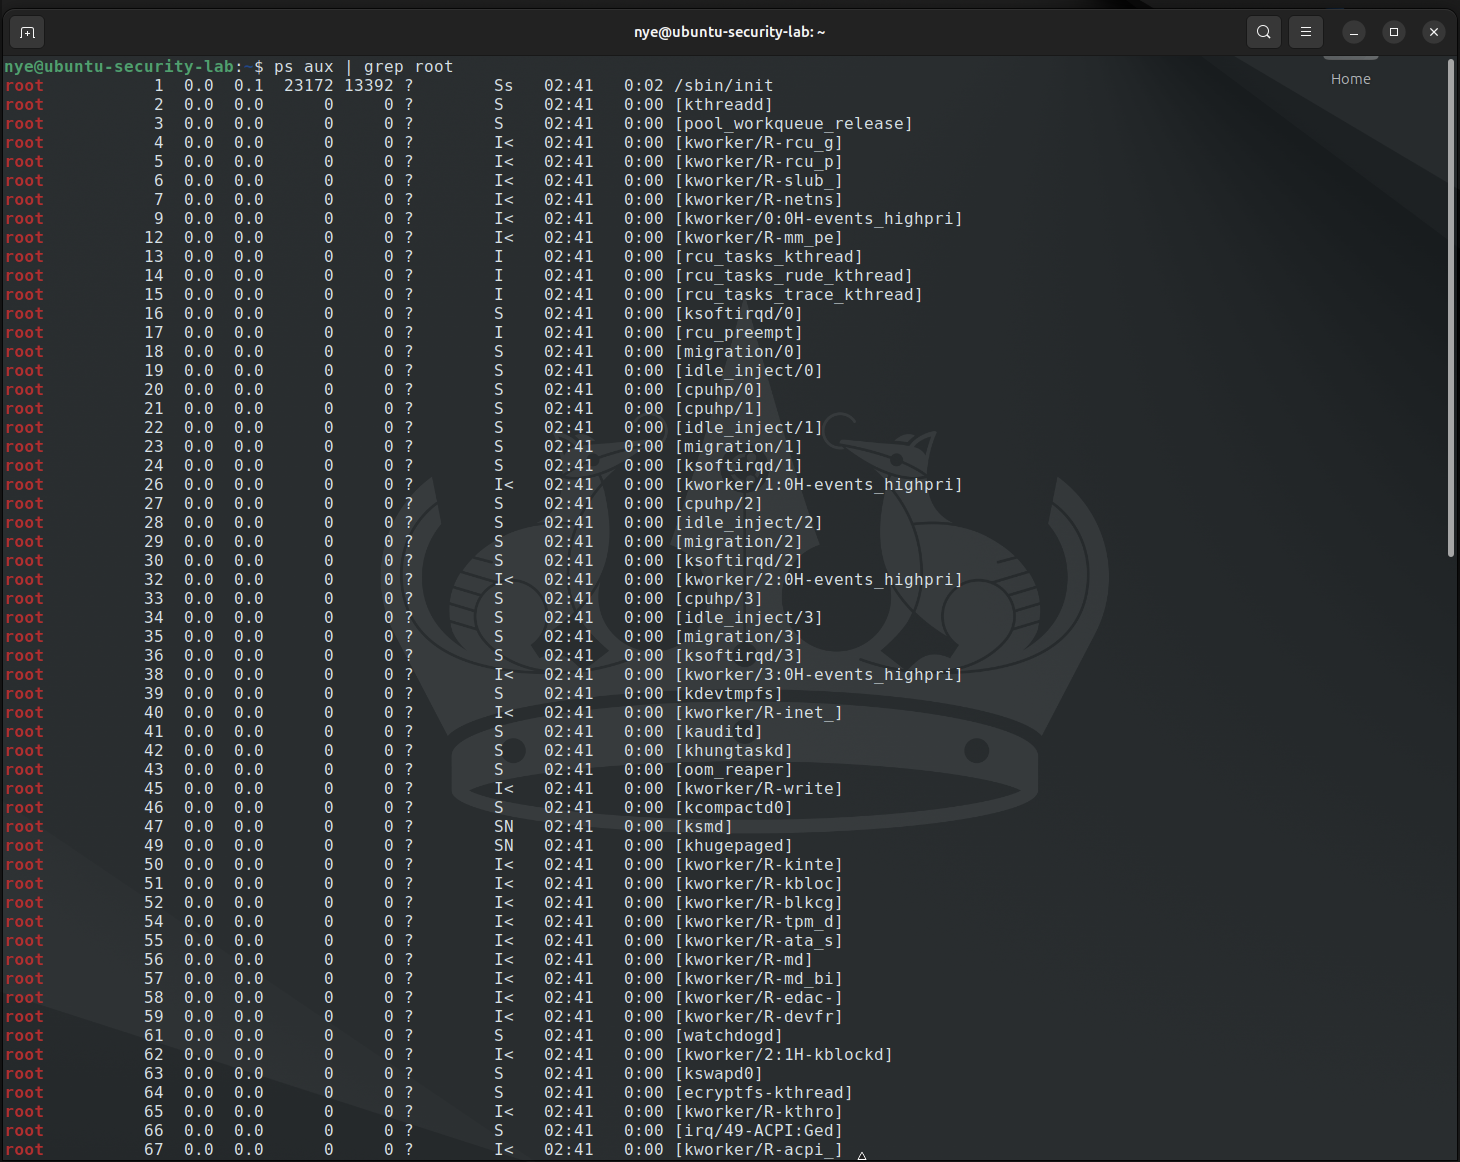 nye@ubuntu-security-lab: ~
Home
nye@ubuntu-security-lab:~$ ps aux | grep root
root           1  0.0  0.1  23172 13392 ?        Ss   02:41   0:02 /sbin/init
root           2  0.0  0.0      0     0 ?        S    02:41   0:00 [kthreadd]
root           3  0.0  0.0      0     0 ?        S    02:41   0:00 [pool_workqueue_release]
root           4  0.0  0.0      0     0 ?        I<   02:41   0:00 [kworker/R-rcu_g]
root           5  0.0  0.0      0     0 ?        I<   02:41   0:00 [kworker/R-rcu_p]
root           6  0.0  0.0      0     0 ?        I<   02:41   0:00 [kworker/R-slub_]
root           7  0.0  0.0      0     0 ?        I<   02:41   0:00 [kworker/R-netns]
root           9  0.0  0.0      0     0 ?        I<   02:41   0:00 [kworker/0:0H-events_highpri]
root          12  0.0  0.0      0     0 ?        I<   02:41   0:00 [kworker/R-mm_pe]
root          13  0.0  0.0      0     0 ?        I    02:41   0:00 [rcu_tasks_kthread]
root          14  0.0  0.0      0     0 ?        I    02:41   0:00 [rcu_tasks_rude_kthread]
root          15  0.0  0.0      0     0 ?        I    02:41   0:00 [rcu_tasks_trace_kthread]
root          16  0.0  0.0      0     0 ?        S    02:41   0:00 [ksoftirqd/0]
root          17  0.0  0.0      0     0 ?        I    02:41   0:00 [rcu_preempt]
root          18  0.0  0.0      0     0 ?        S    02:41   0:00 [migration/0]
root          19  0.0  0.0      0     0 ?        S    02:41   0:00 [idle_inject/0]
root          20  0.0  0.0      0     0 ?        S    02:41   0:00 [cpuhp/0]
root          21  0.0  0.0      0     0 ?        S    02:41   0:00 [cpuhp/1]
root          22  0.0  0.0      0     0 ?        S    02:41   0:00 [idle_inject/1]
root          23  0.0  0.0      0     0 ?        S    02:41   0:00 [migration/1]
root          24  0.0  0.0      0     0 ?        S    02:41   0:00 [ksoftirqd/1]
root          26  0.0  0.0      0     0 ?        I<   02:41   0:00 [kworker/1:0H-events_highpri]
root          27  0.0  0.0      0     0 ?        S    02:41   0:00 [cpuhp/2]
root          28  0.0  0.0      0     0 ?        S    02:41   0:00 [idle_inject/2]
root          29  0.0  0.0      0     0 ?        S    02:41   0:00 [migration/2]
root          30  0.0  0.0      0     0 ?        S    02:41   0:00 [ksoftirqd/2]
root          32  0.0  0.0      0     0 ?        I<   02:41   0:00 [kworker/2:0H-events_highpri]
root          33  0.0  0.0      0     0 ?        S    02:41   0:00 [cpuhp/3]
root          34  0.0  0.0      0     0 ?        S    02:41   0:00 [idle_inject/3]
root          35  0.0  0.0      0     0 ?        S    02:41   0:00 [migration/3]
root          36  0.0  0.0      0     0 ?        S    02:41   0:00 [ksoftirqd/3]
root          38  0.0  0.0      0     0 ?        I<   02:41   0:00 [kworker/3:0H-events_highpri]
root          39  0.0  0.0      0     0 ?        S    02:41   0:00 [kdevtmpfs]
root          40  0.0  0.0      0     0 ?        I<   02:41   0:00 [kworker/R-inet_]
root          41  0.0  0.0      0     0 ?        S    02:41   0:00 [kauditd]
root          42  0.0  0.0      0     0 ?        S    02:41   0:00 [khungtaskd]
root          43  0.0  0.0      0     0 ?        S    02:41   0:00 [oom_reaper]
root          45  0.0  0.0      0     0 ?        I<   02:41   0:00 [kworker/R-write]
root          46  0.0  0.0      0     0 ?        S    02:41   0:00 [kcompactd0]
root          47  0.0  0.0      0     0 ?        SN   02:41   0:00 [ksmd]
root          49  0.0  0.0      0     0 ?        SN   02:41   0:00 [khugepaged]
root          50  0.0  0.0      0     0 ?        I<   02:41   0:00 [kworker/R-kinte]
root          51  0.0  0.0      0     0 ?        I<   02:41   0:00 [kworker/R-kbloc]
root          52  0.0  0.0      0     0 ?        I<   02:41   0:00 [kworker/R-blkcg]
root          54  0.0  0.0      0     0 ?        I<   02:41   0:00 [kworker/R-tpm_d]
root          55  0.0  0.0      0     0 ?        I<   02:41   0:00 [kworker/R-ata_s]
root          56  0.0  0.0      0     0 ?        I<   02:41   0:00 [kworker/R-md]
root          57  0.0  0.0      0     0 ?        I<   02:41   0:00 [kworker/R-md_bi]
root          58  0.0  0.0      0     0 ?        I<   02:41   0:00 [kworker/R-edac-]
root          59  0.0  0.0      0     0 ?        I<   02:41   0:00 [kworker/R-devfr]
root          61  0.0  0.0      0     0 ?        S    02:41   0:00 [watchdogd]
root          62  0.0  0.0      0     0 ?        I<   02:41   0:00 [kworker/2:1H-kblockd]
root          63  0.0  0.0      0     0 ?        S    02:41   0:00 [kswapd0]
root          64  0.0  0.0      0     0 ?        S    02:41   0:00 [ecryptfs-kthread]
root          65  0.0  0.0      0     0 ?        I<   02:41   0:00 [kworker/R-kthro]
root          66  0.0  0.0      0     0 ?        S    02:41   0:00 [irq/49-ACPI:Ged]
root          67  0.0  0.0      0     0 ?        I<   02:41   0:00 [kworker/R-acpi_]